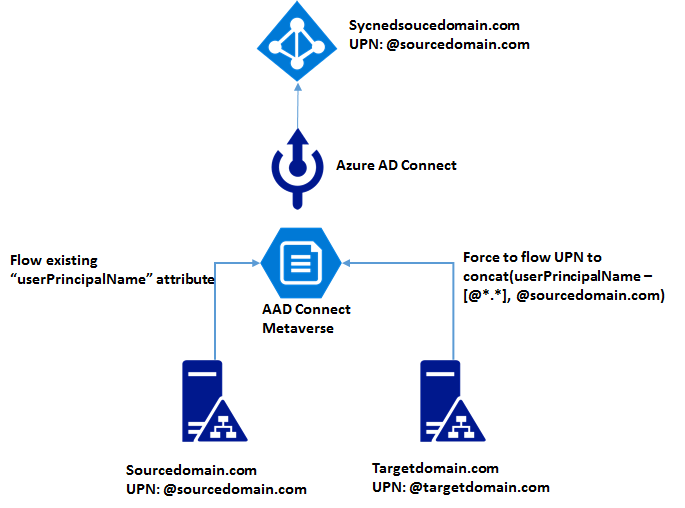 Sycnedsoucedomain.com
UPN: @sourcedomain.com
Azure AD Connect
Flow existing
“userPrincipalName” attribute
Force to flow UPN to
concat(userPrincipalName –
[@*.*], @sourcedomain.com)
AAD Connect
Metaverse
Sourcedomain.com
UPN: @sourcedomain.com
Targetdomain.com
UPN: @targetdomain.com